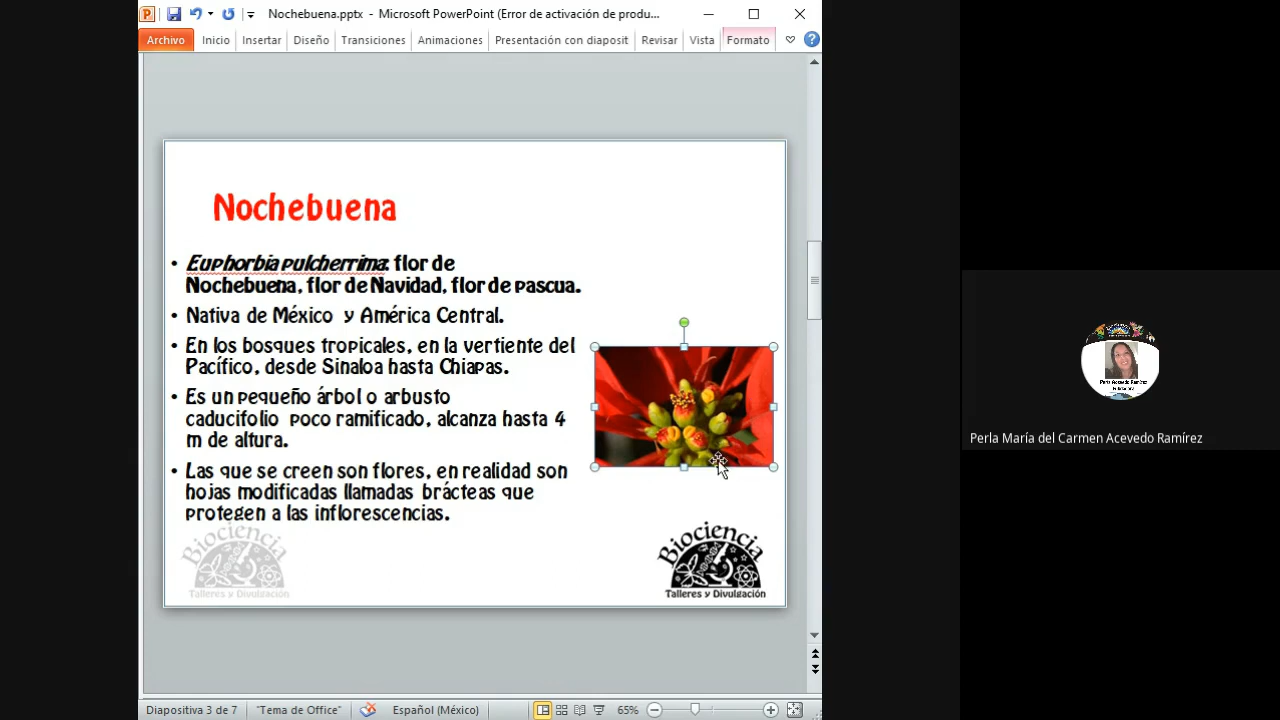 Nochebuena.pptx - Microsoft PowerPoint (Error de activación de produ...
Archivo Inicio Insertar Diseño Transiciones Animaciones Presentación con diaposit Revisar Vista Formato
Nochebuena
• Euphorbia pulcherrima: flor de
Nochebuena, flor de Navidad, flor de pascua.
• Nativa de México y América Central.
• En los bosques tropicales, en la vertiente del
Pacífico, desde Sinaloa hasta Chiapas.
• Es un pequeño árbol o arbusto
caducifolio poco ramificado, alcanza hasta 4
m de altura.
• Las que se creen son flores, en realidad son
hojas modificadas llamadas brácteas que
protegen a las inflorescencias.
Biociencia
Talleres y Divulgación
Biociencia
Talleres y Divulgación
Perla Acevedo Ramírez
Perla María del Carmen Acevedo Ramírez
Diapositiva 3 de 7 "Tema de Office" Español (México) 65%